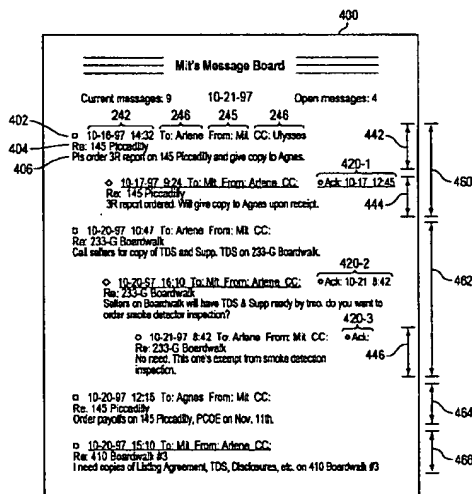 400
Mit's Message Board
Current messages: 9 10-21-97 Open messages: 4
242 246 245 246
402
10-16-97 14:32 To: Arlene From: Mit CC: Ulysses
404 Re: 145 Piccadilly
406 Pls order 3R report on 145 Piccadilly and give copy to Agnes.
442
460
420-1
10-17-97 9:24 To: Mit From: Arlene CC: Ack: 10-17 12:45
Re: 145 Piccadilly
3R report ordered. Will give copy to Agnes upon receipt.
444
10-20-97 10:47 To: Arlene From: Mit CC:
Re: 233-G Boardwalk
Call sellers for copy of TDS and Supp. TDS on 233-G Boardwalk.
420-2
10-20-97 16:10 To: Mit From: Arlene CC: Ack: 10-21 8:42
Re: 233-G Boardwalk
Sellers on Boardwalk will have TDS & Supp ready by tmo. do you want to
order smoke detector inspection?
462
420-3
10-21-97 8:42 To: Arlene From: Mit CC: Ack:
Re: 233-G Boardwalk
No need. This one's exempt from smoke detection
inspection.
446
10-20-97 12:15 To: Agnes From: Mit CC:
Re: 145 Piccadilly
Order payoffs on 145 Piccadilly, PCOE on Nov. 11th.
464
10-20-97 15:10 To: Mit From: Arlene CC:
Re: 410 Boardwalk #3
I need copies of Listing Agreement, TDS, Disclosures, etc. on 410 Boardwalk #3
466